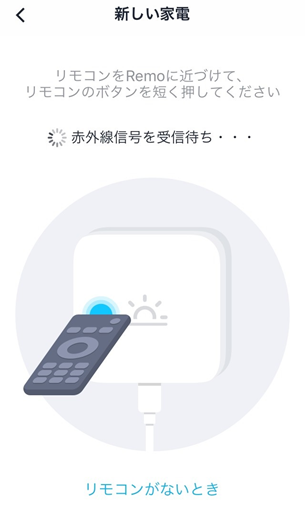 新しい家電
リモコンをRemoに近づけて、
リモコンのボタンを短く押してください
赤外線信号を受信待ち・・・
リモコンがないとき